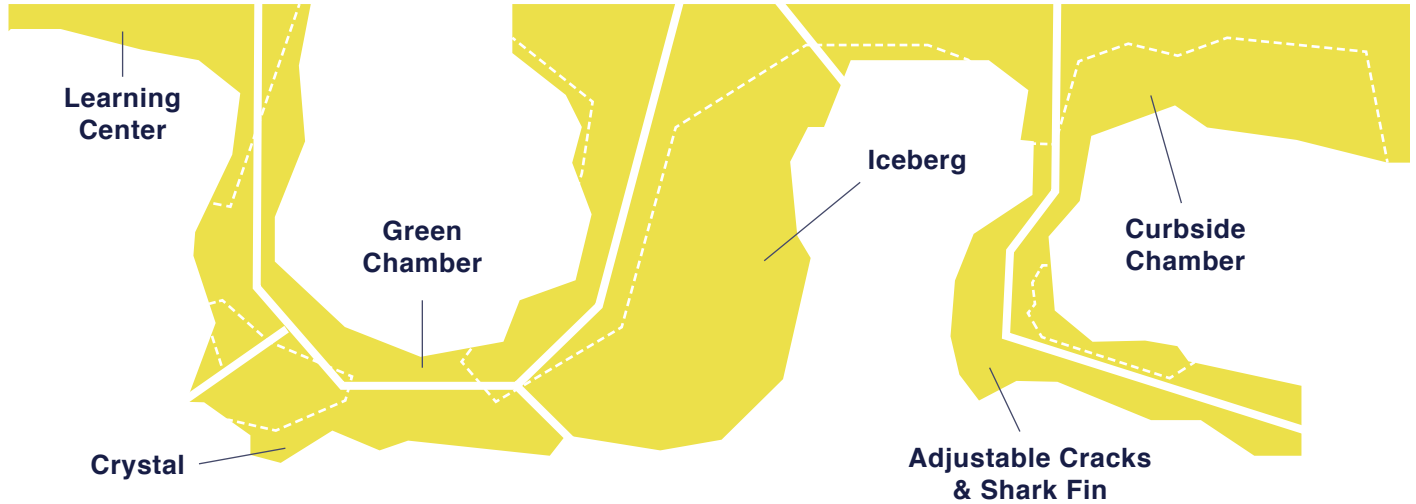 Learning
Center
Iceberg
Green
Chamber
Curbside
Chamber
Crystal
Adjustable Cracks
& Shark Fin